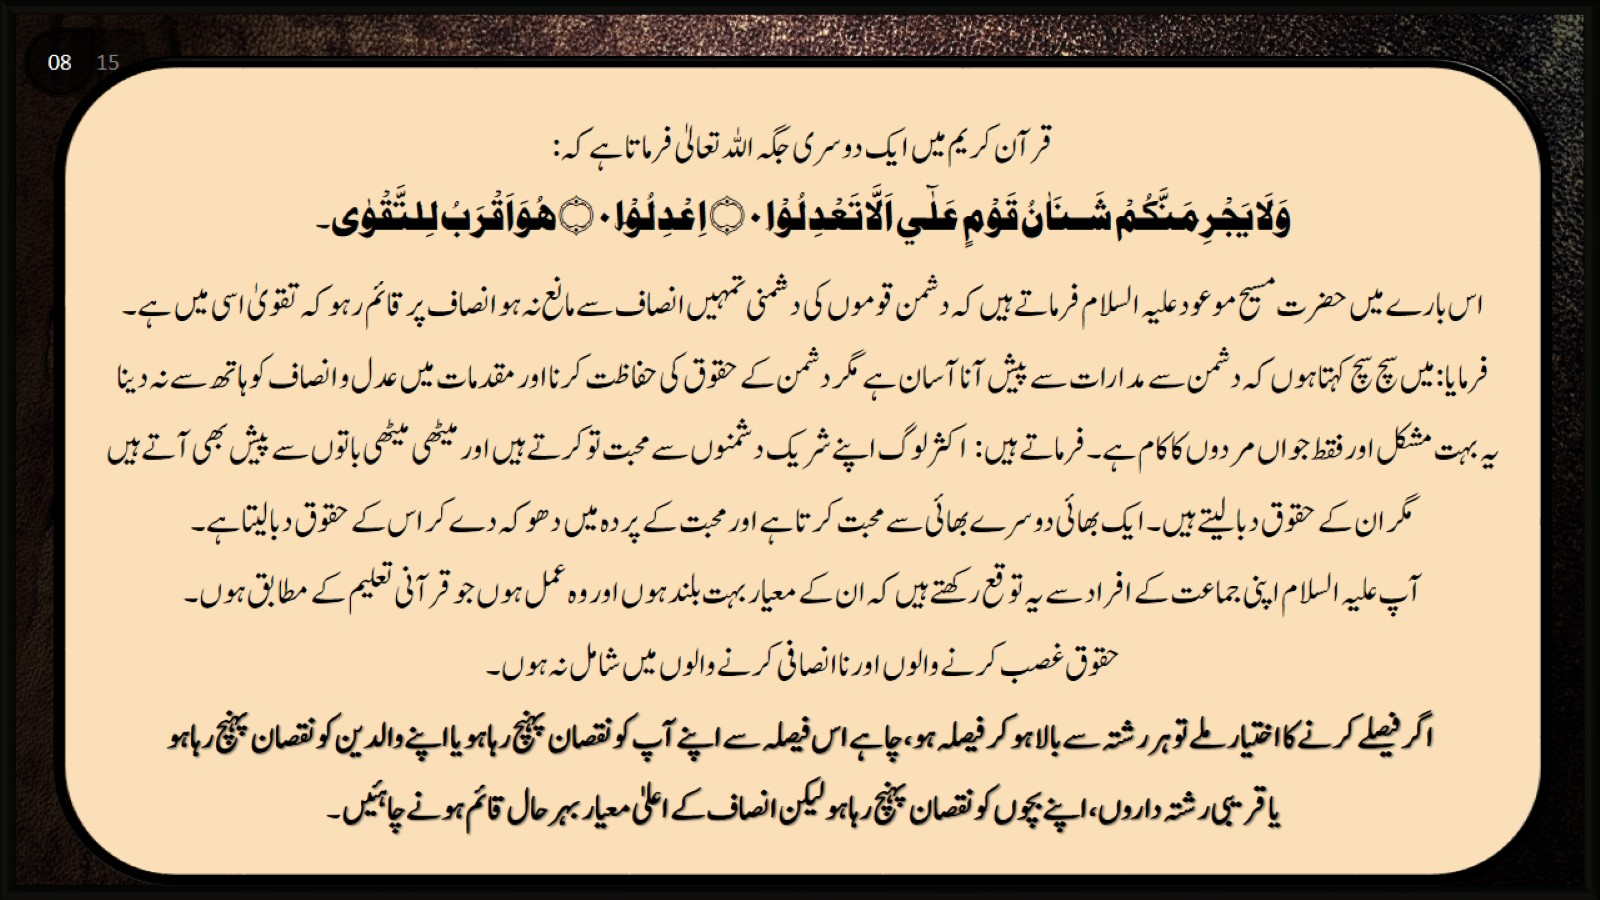 08 15
قرآن کریم میں ایک دوسری جگہ اللہ تعالیٰ فرماتا ہے کہ:
وَلَا يَجْرِمَنَّكُمْ شَنَاٰنُ قَوْمٍ عَلٰٓي اَلَّا تَعْدِلُوْا۰ۭ اِعْدِلُوْا۰ۣ هُوَ اَقْرَبُ لِلتَّقْوٰى۔
اس بارے میں حضرت مسیح موعود علیہ السلام فرماتے ہیں کہ دشمن قوموں کی دشمنی تمہیں انصاف سے مانع نہ ہو انصاف پر قائم رہو کہ تقویٰ اسی میں ہے۔
فرمایا: میں سچ سچ کہتا ہوں کہ دشمن سے مدارات سے پیش آنا آسان ہے مگر دشمن کے حقوق کی حفاظت کرنا اور مقدمات میں عدل و انصاف کو ہاتھ سے نہ دینا
یہ بہت مشکل اور فقط جواں مردوں کا کام ہے۔ فرماتے ہیں: اکثر لوگ اپنے شریک دشمنوں سے محبت تو کرتے ہیں اور میٹھی میٹھی باتوں سے پیش بھی آتے ہیں
مگر ان کے حقوق دبا لیتے ہیں۔ ایک بھائی دوسرے بھائی سے محبت کرتا ہے اور محبت کے پردہ میں دھوکہ دے کر اس کے حقوق دبا لیتا ہے۔
آپ علیہ السلام اپنی جماعت کے افراد سے یہ توقع رکھتے ہیں کہ ان کے معیار بہت بلند ہوں اور وہ عمل ہوں جو قرآنی تعلیم کے مطابق ہوں۔
حقوق غصب کرنے والوں اور ناانصافی کرنے والوں میں شامل نہ ہوں۔
اگر فیصلے کرنے کا اختیار ملے تو ہر رشتہ سے بالا ہو کر فیصلہ ہو، چاہے اس فیصلہ سے اپنے آپ کو نقصان پہنچ رہا ہو یا اپنے والدین کو نقصان پہنچ رہا ہو
یا قریبی رشتہ داروں، اپنے بچوں کو نقصان پہنچ رہا ہو لیکن انصاف کے اعلیٰ معیار بہرحال قائم ہونے چاہئیں۔